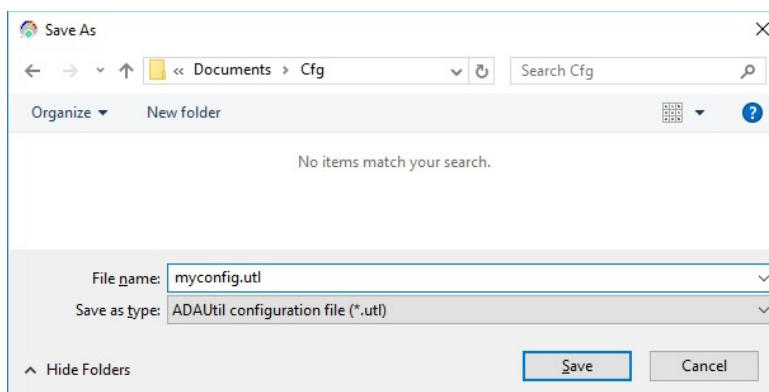 Save As
« Documents > Cfg
Search Cfg
Organize
New folder
No items match your search.
File name: myconfig.utl
Save as type: ADAUtil configuration file (*.utl)
Hide Folders
Save
Cancel